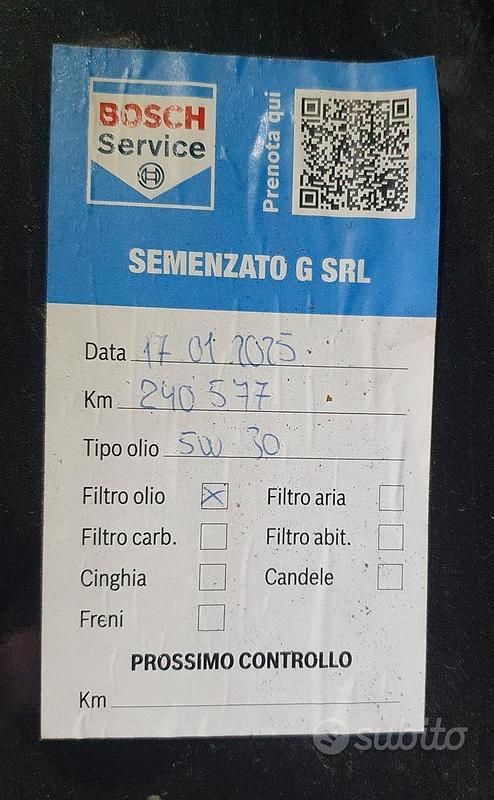 BOSCH
Service
Prenota qui
SEMENZATO G SRL
Data 17 01 2025
Km 240 577
Tipo olio 5W 30
Filtro olio Filtro aria
Filtro carb. Filtro abit.
Cinghia Candele
Freni
PROSSIMO CONTROLLO
Km
subito